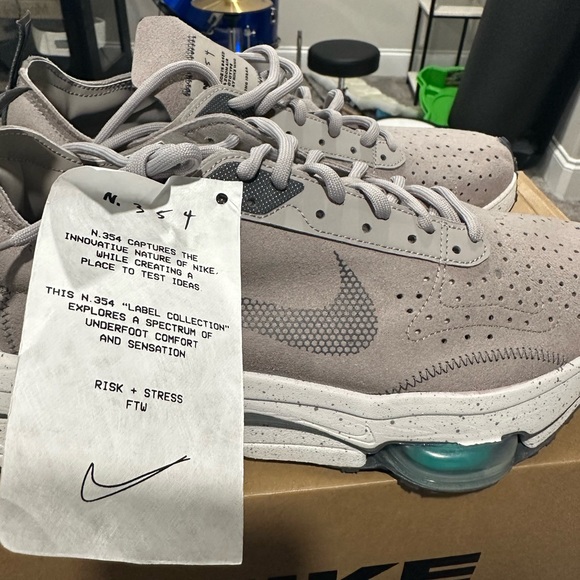 N. 354
N.354 CAPTURES THE
INNOVATIVE NATURE OF NIKE,
WHILE CREATING A
PLACE TO TEST IDEAS
THIS N.354 "LABEL COLLECTION"
EXPLORES A SPECTRUM OF
UNDERFOOT COMFORT
AND SENSATION
RISK + STRESS
FTW